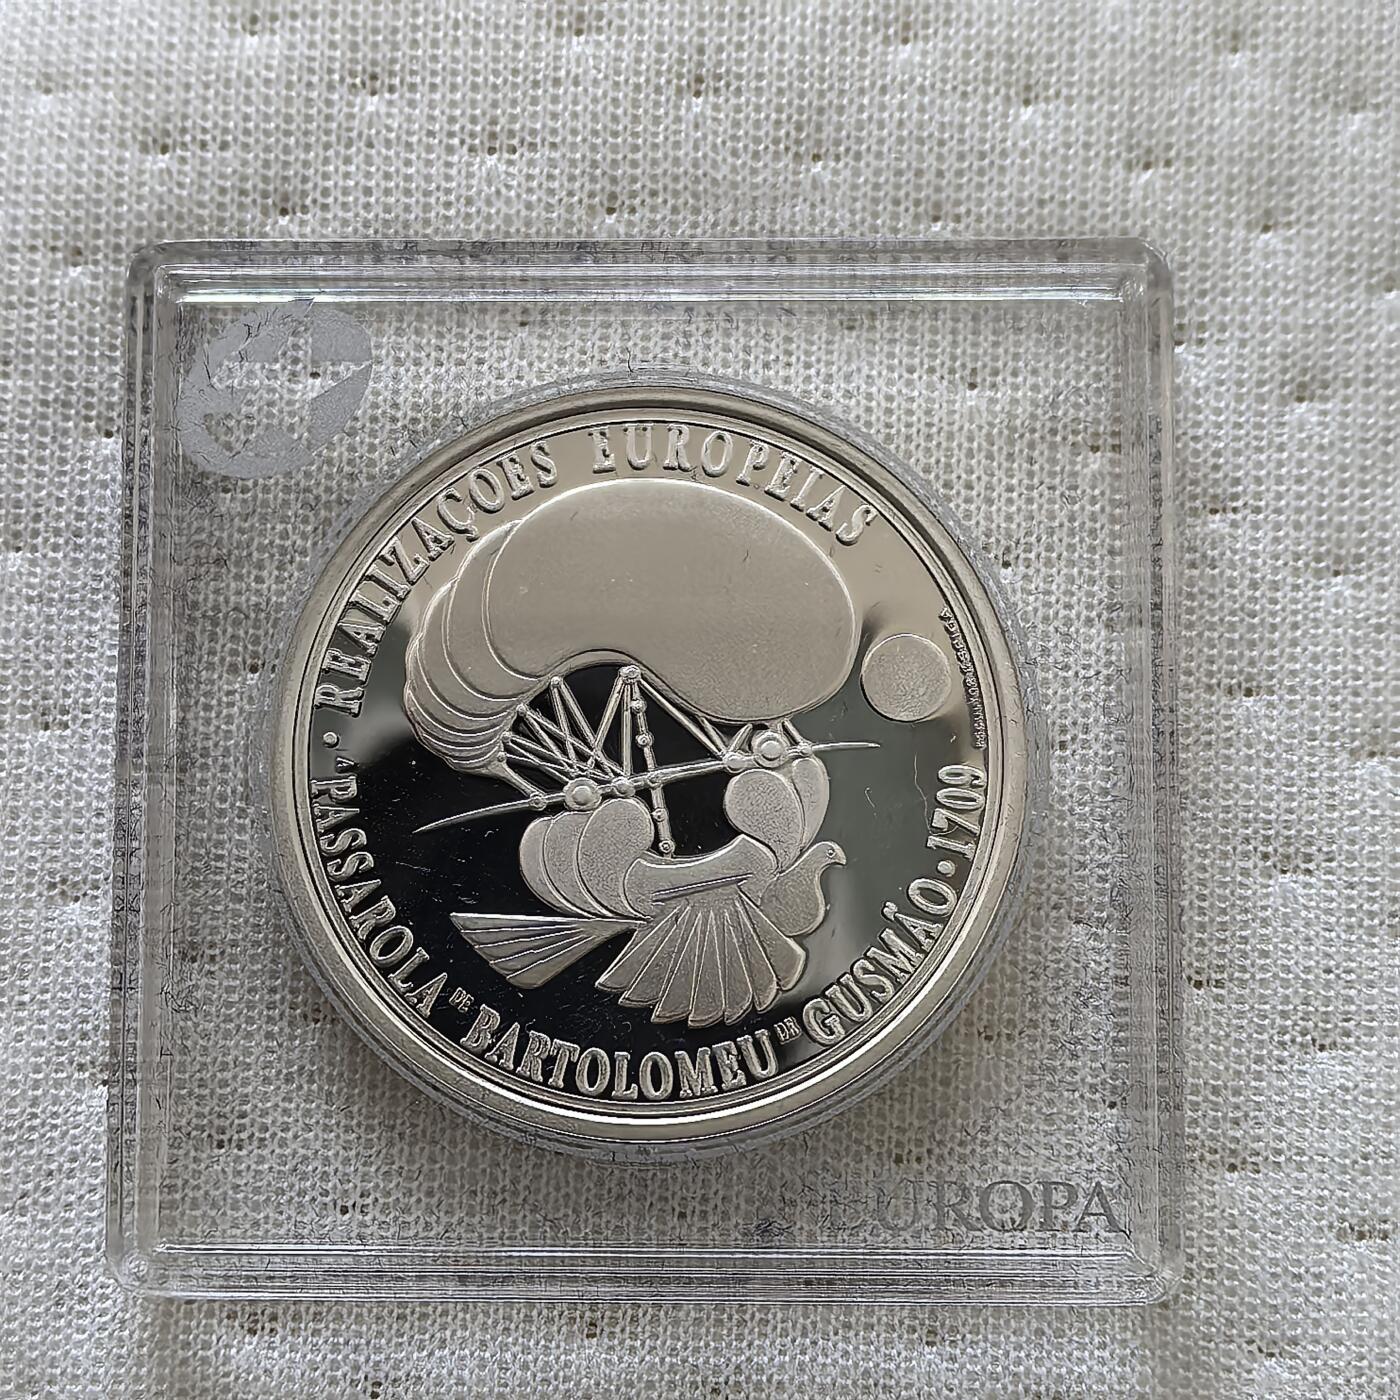 REALIZAÇOES EUROPEIAS
A PASSAROLA DE BARTOLOMEU DE GUSMÃO · 1709
EUROPA